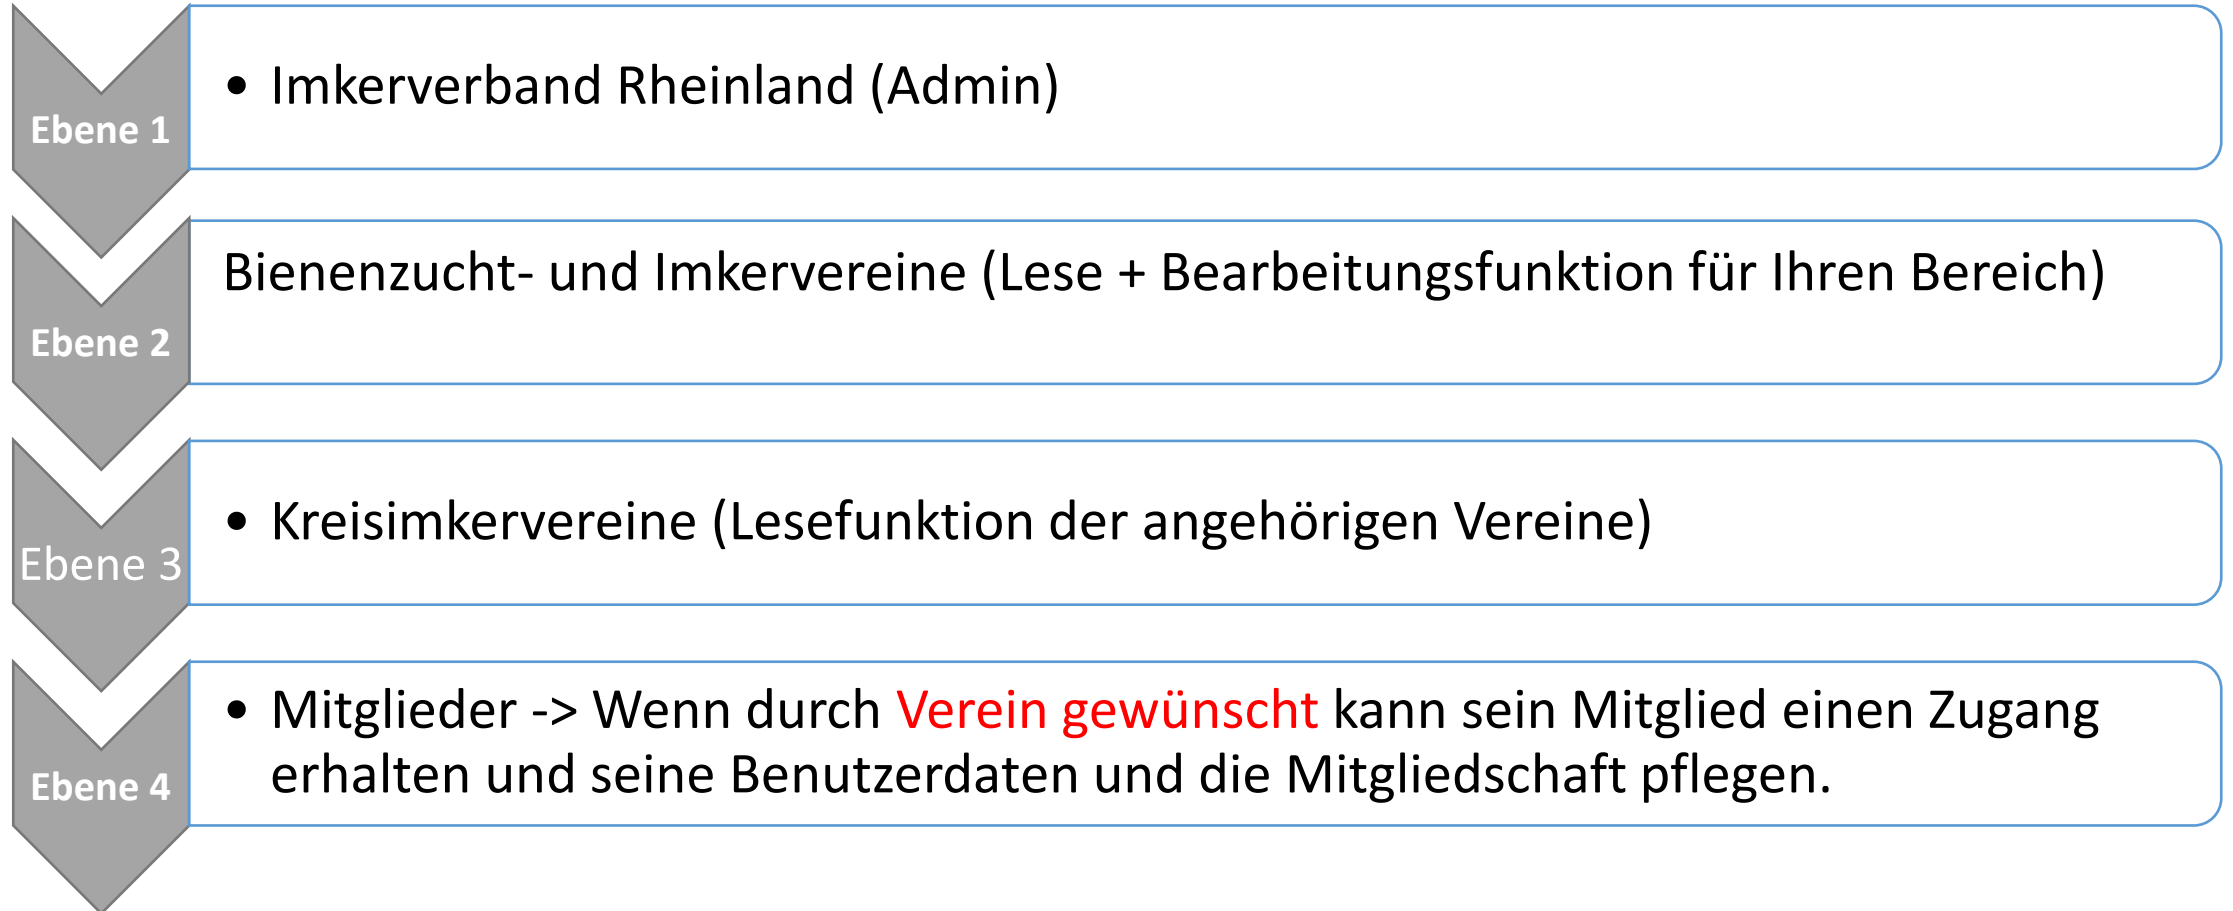 Ebene 1
• Imkerverband Rheinland (Admin)
Ebene 2
Bienenzucht- und Imkervereine (Lese + Bearbeitungsfunktion für Ihren Bereich)
Ebene 3
• Kreisimkervereine (Lesefunktion der angehörigen Vereine)
Ebene 4
• Mitglieder -> Wenn durch Verein gewünscht kann sein Mitglied einen Zugang
erhalten und seine Benutzerdaten und die Mitgliedschaft pflegen.